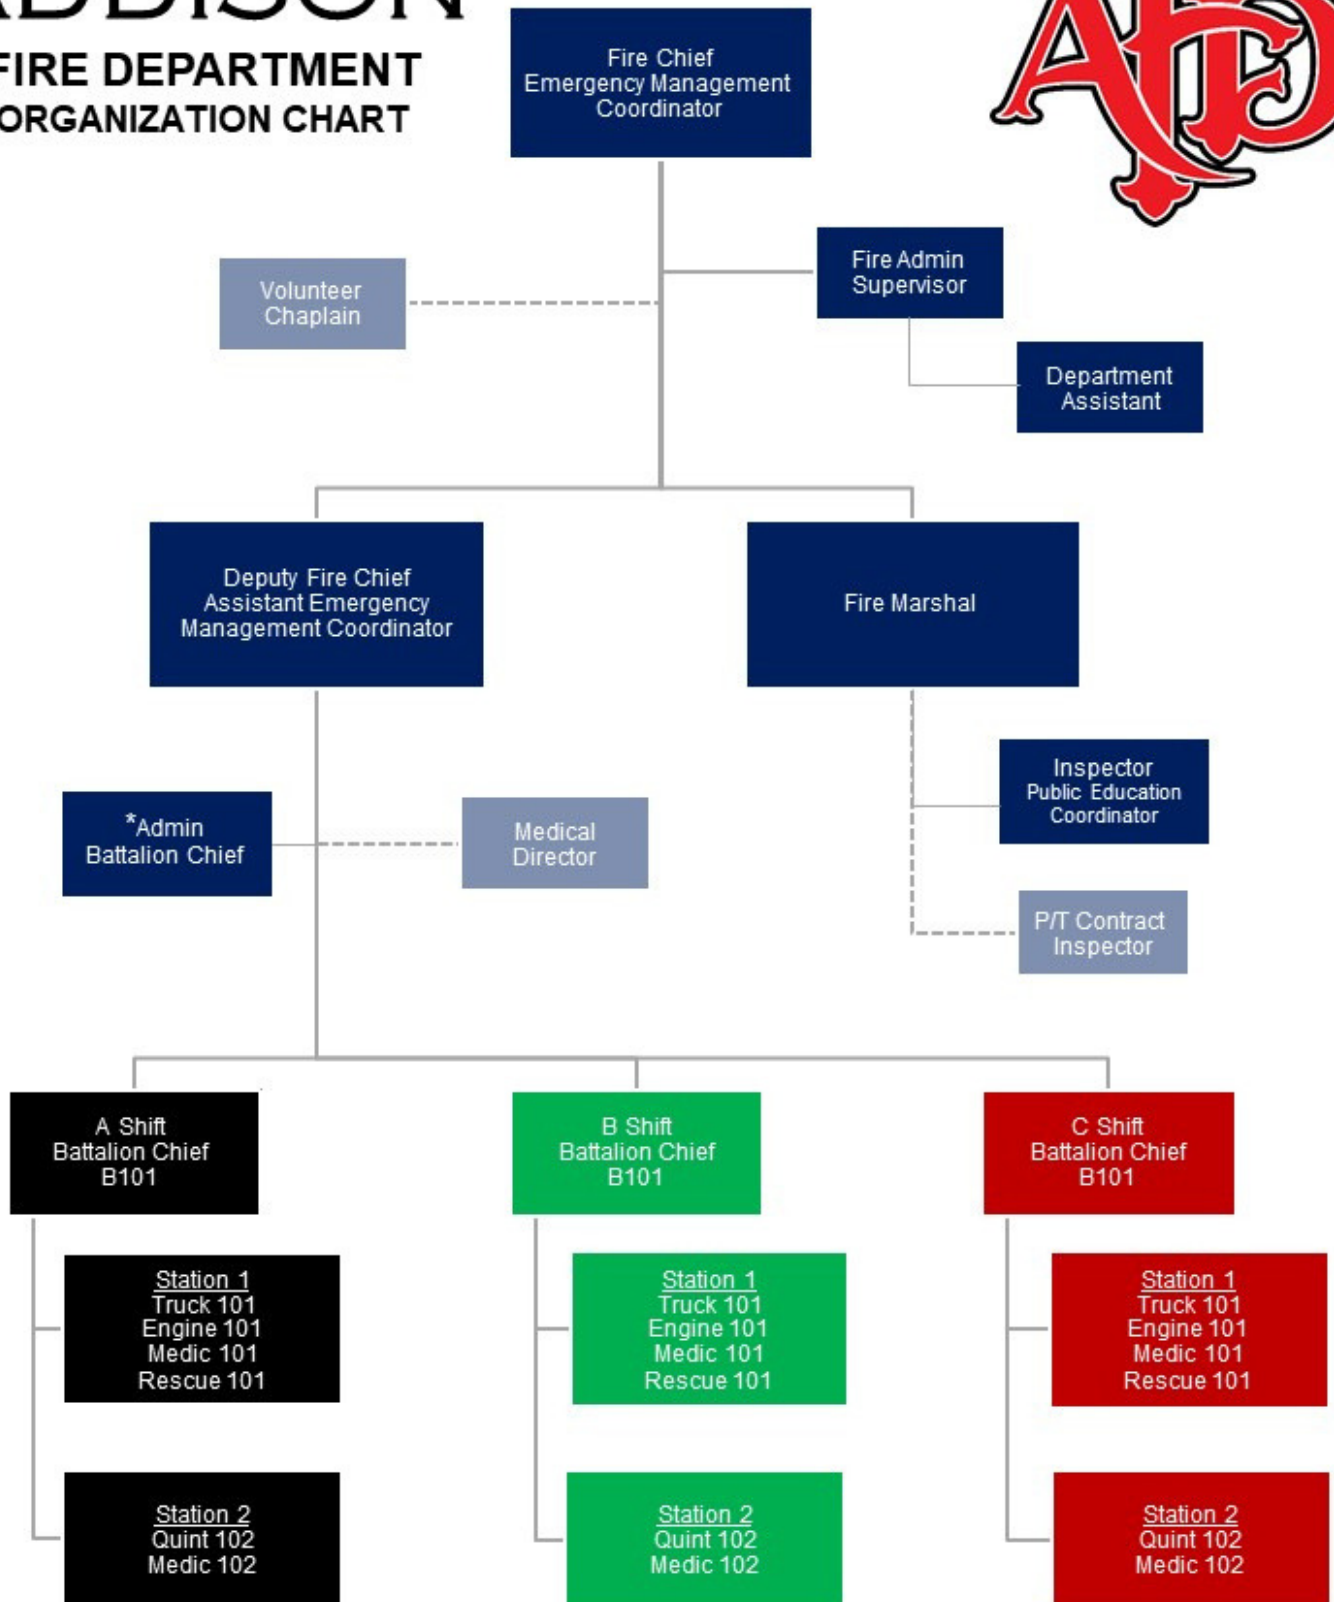 ADDISON
FIRE DEPARTMENT
ORGANIZATION CHART
AFD
Fire Chief
Emergency Management
Coordinator
Volunteer
Chaplain
Fire Admin
Supervisor
Department
Assistant
Deputy Fire Chief
Assistant Emergency
Management Coordinator
Fire Marshal
*Admin
Battalion Chief
Medical
Director
Inspector
Public Education
Coordinator
P/T Contract
Inspector
A Shift
Battalion Chief
B101
B Shift
Battalion Chief
B101
C Shift
Battalion Chief
B101
Station 1
Truck 101
Engine 101
Medic 101
Rescue 101
Station 1
Truck 101
Engine 101
Medic 101
Rescue 101
Station 1
Truck 101
Engine 101
Medic 101
Rescue 101
Station 2
Quint 102
Medic 102
Station 2
Quint 102
Medic 102
Station 2
Quint 102
Medic 102